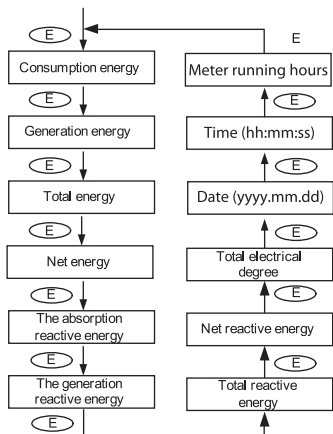 E
Consumption energy
E
Generation energy
E
Total energy
E
Net energy
E
The absorption
reactive energy
E
The generation
reactive energy
E
E
Meter running hours
E
Time (hh:mm:ss)
E
Date (yyyy.mm.dd)
E
Total electrical
degree
E
Net reactive energy
E
Total reactive
energy